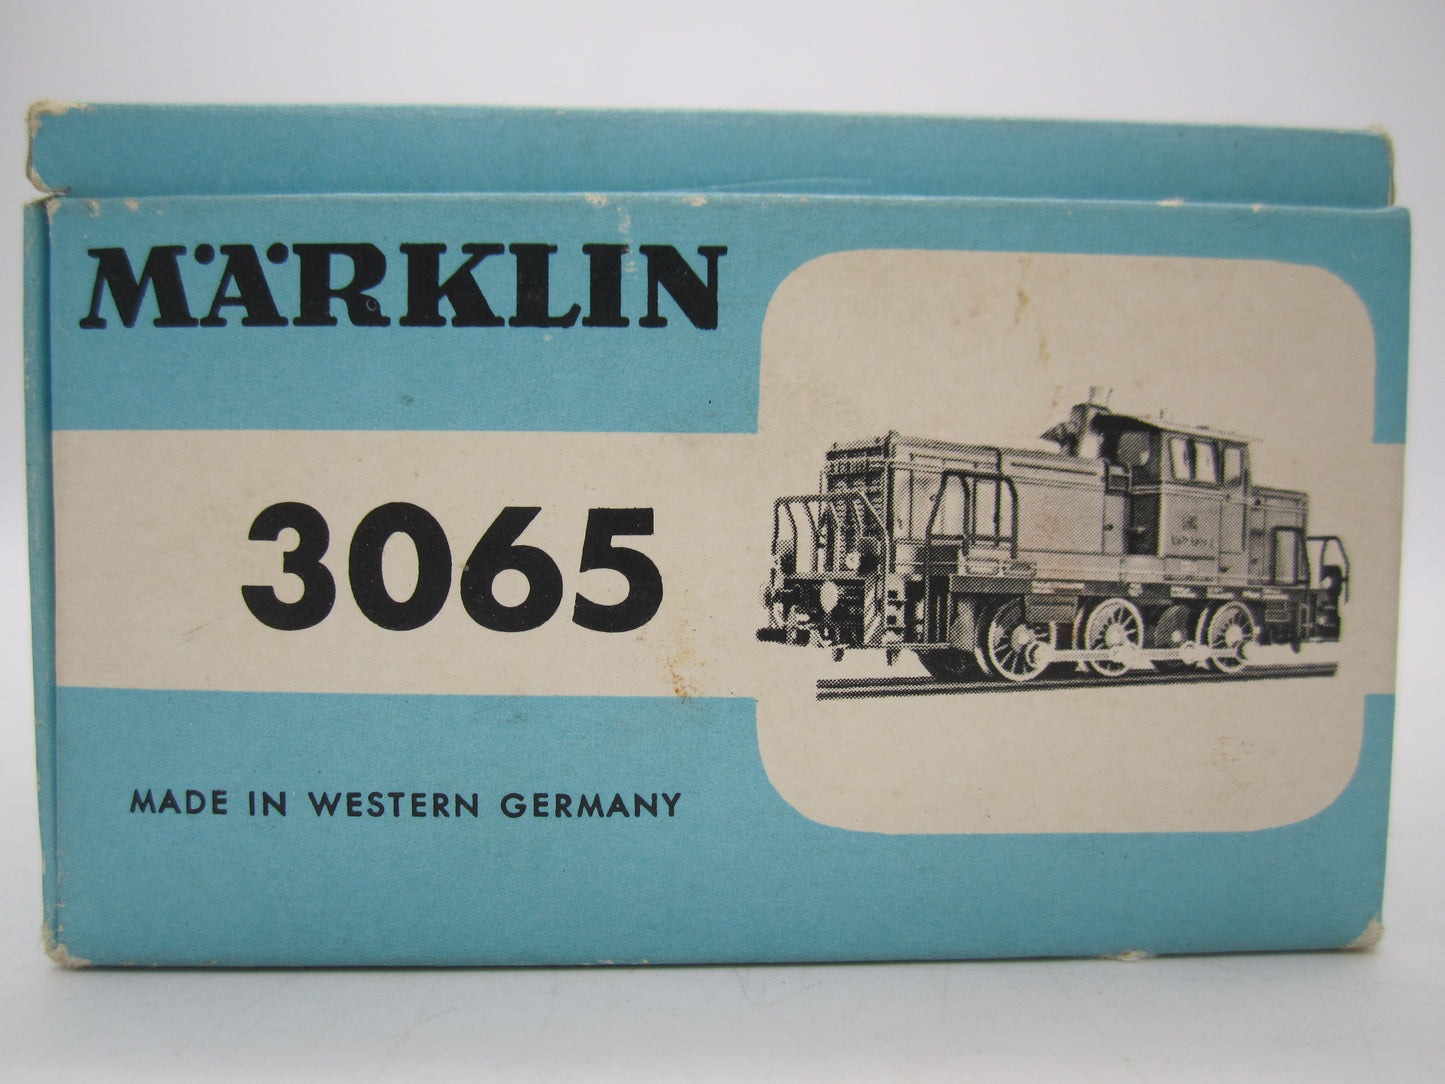 MÄRKLIN
3065
MADE IN WESTERN GERMANY